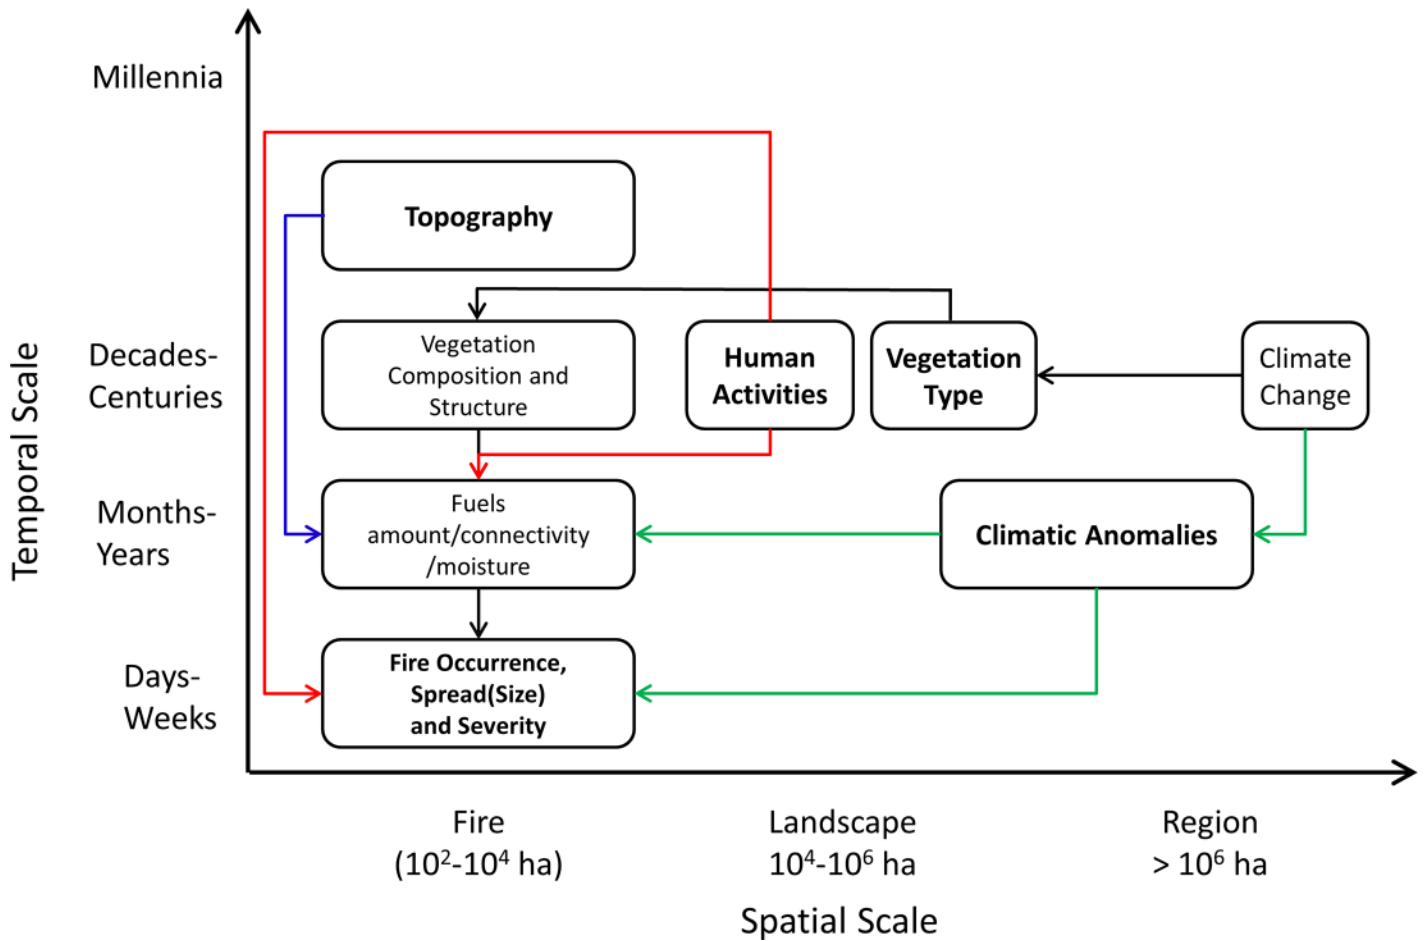 Millennia
Topography
Temporal Scale
Decades-
Centuries
Vegetation
Composition and
Structure
Human
Activities
Vegetation
Type
Climate
Change
Months-
Years
Fuels
amount/connectivity
/moisture
Climatic Anomalies
Days-
Weeks
Fire Occurrence,
Spread(Size)
and Severity
Fire
(10²-10⁴ ha)
Landscape
10⁴-10⁶ ha
Region
> 10⁶ ha
Spatial Scale